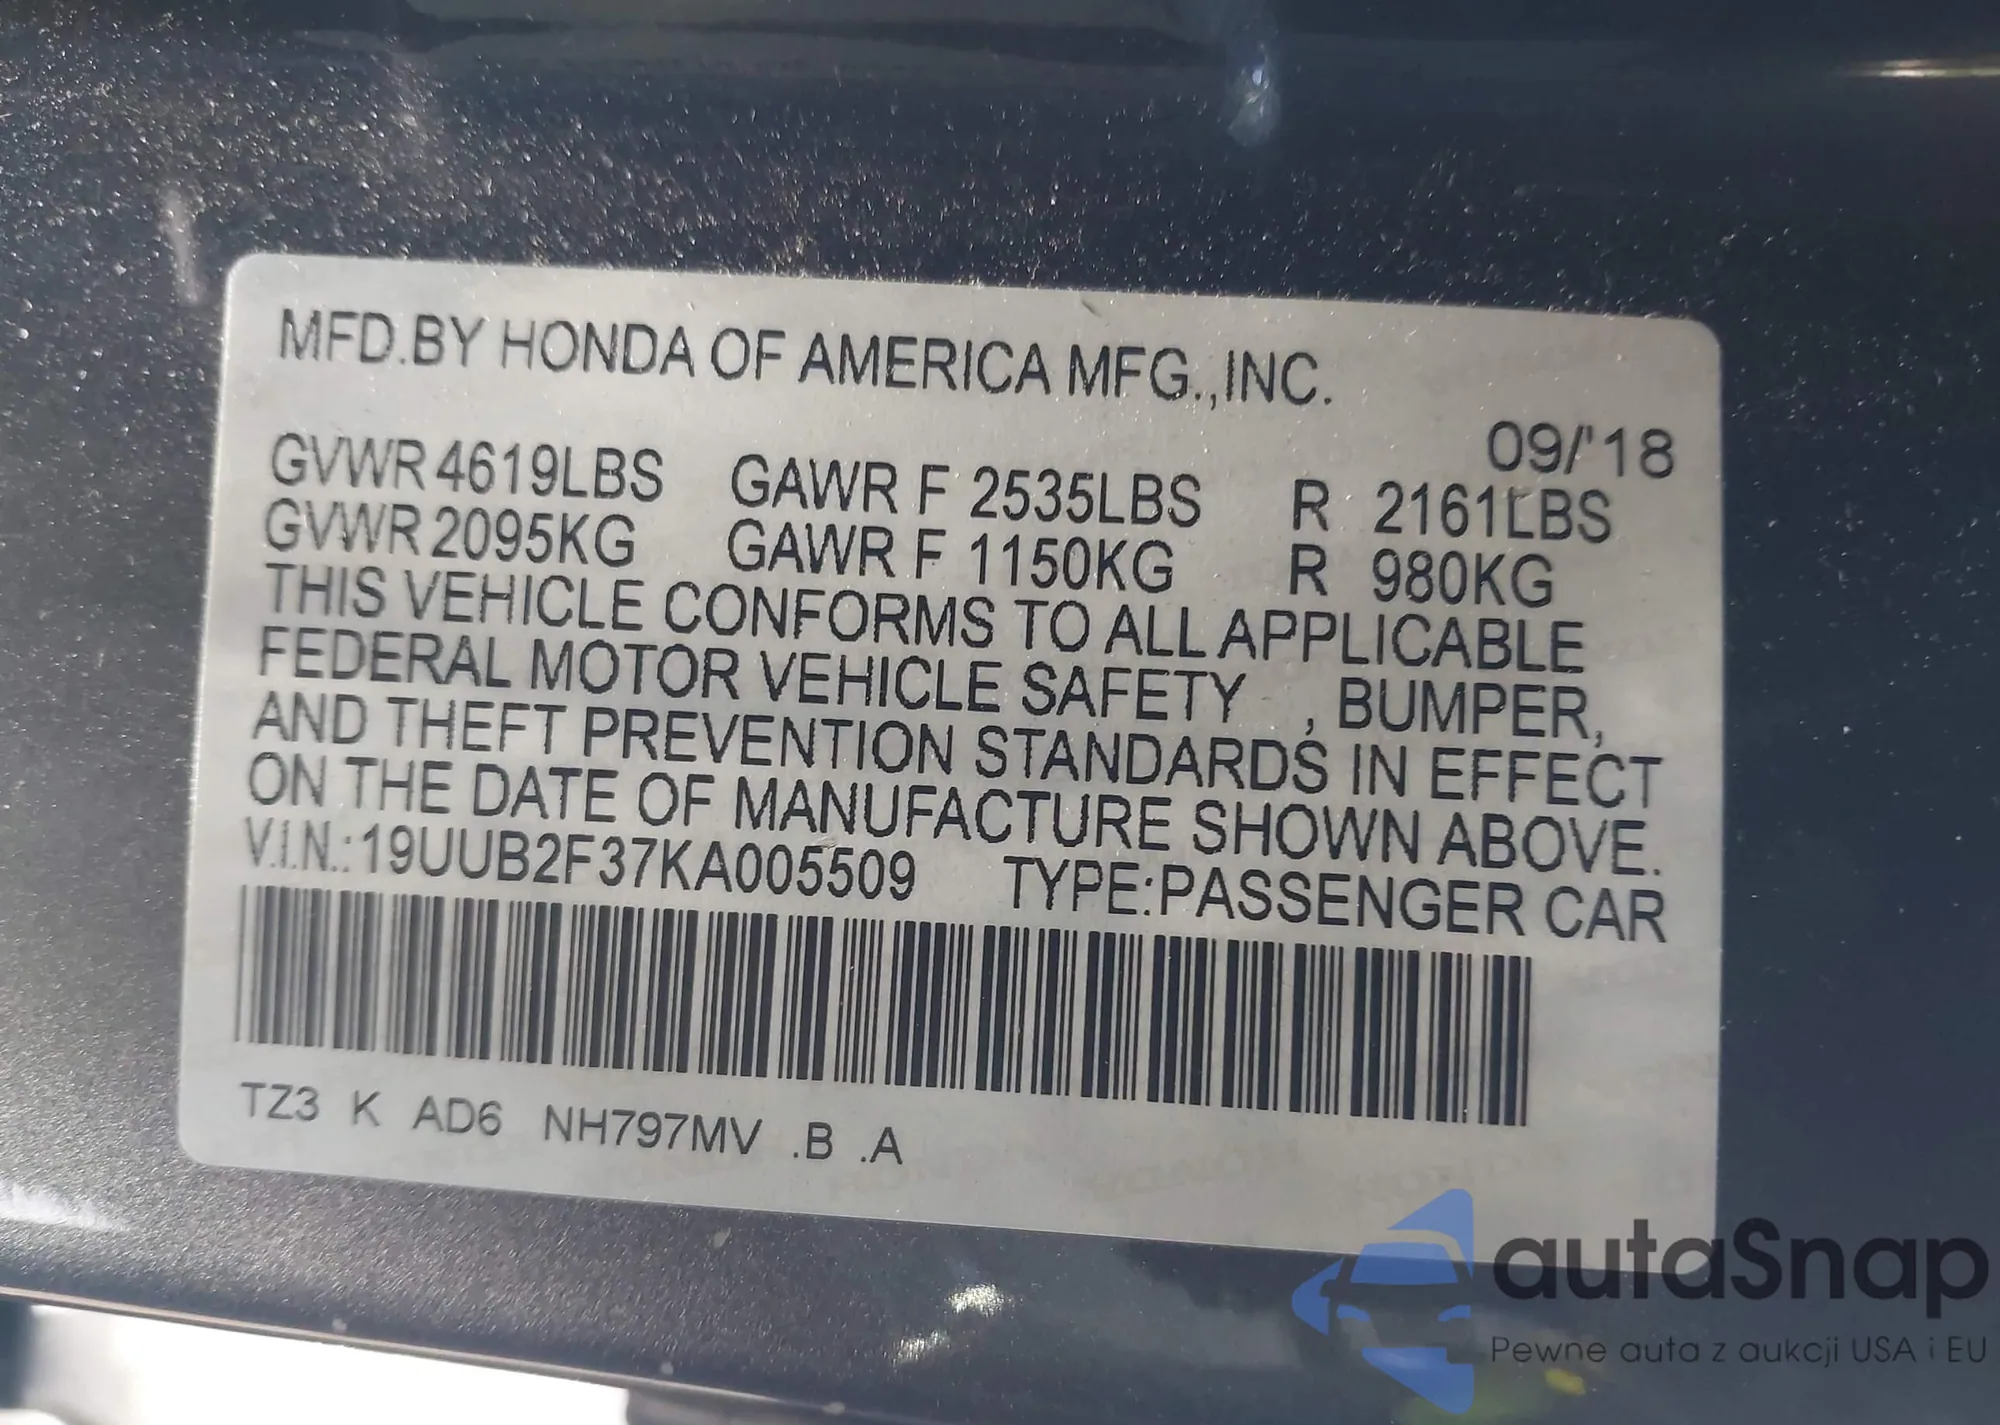 MFD.BY HONDA OF AMERICA MFG.,INC.
09/'18
GVWR 4619LBS GAWR F 2535LBS R 2161LBS
GVWR 2095KG GAWR F 1150KG R 980KG
THIS VEHICLE CONFORMS TO ALL APPLICABLE
FEDERAL MOTOR VEHICLE SAFETY , BUMPER,
AND THEFT PREVENTION STANDARDS IN EFFECT
ON THE DATE OF MANUFACTURE SHOWN ABOVE.
V.I.N.:19UUB2F37KA005509 TYPE:PASSENGER CAR
TZ3 K AD6 NH797MV .B .A
autaSnap
Pewne auta z aukcji USA i EU